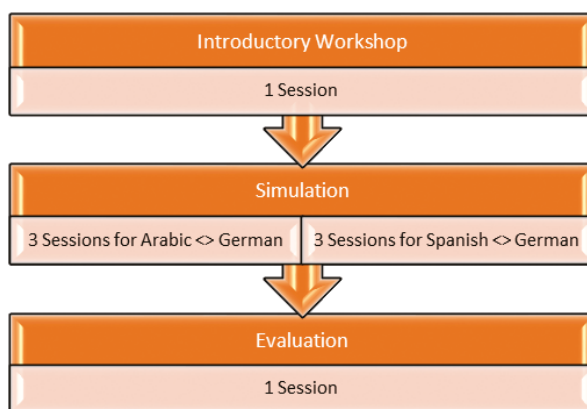 Introductory Workshop
1 Session
Simulation
3 Sessions for Arabic <> German
3 Sessions for Spanish <> German
Evaluation
1 Session